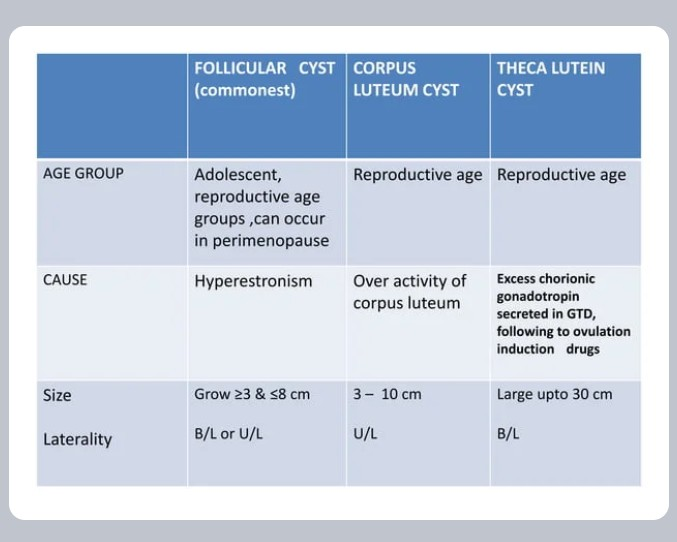 FOLLICULAR CYST
(commonest)
CORPUS
LUTEUM CYST
THECA LUTEIN
CYST
AGE GROUP
Adolescent,
reproductive age
groups ,can occur
in perimenopause
Reproductive age
Reproductive age
CAUSE
Hyperestronism
Over activity of
corpus luteum
Excess chorionic
gonadotropin
secreted in GTD,
following to ovulation
induction drugs
Size
Grow ≥3 & ≤8 cm
3 – 10 cm
Large upto 30 cm
Laterality
B/L or U/L
U/L
B/L